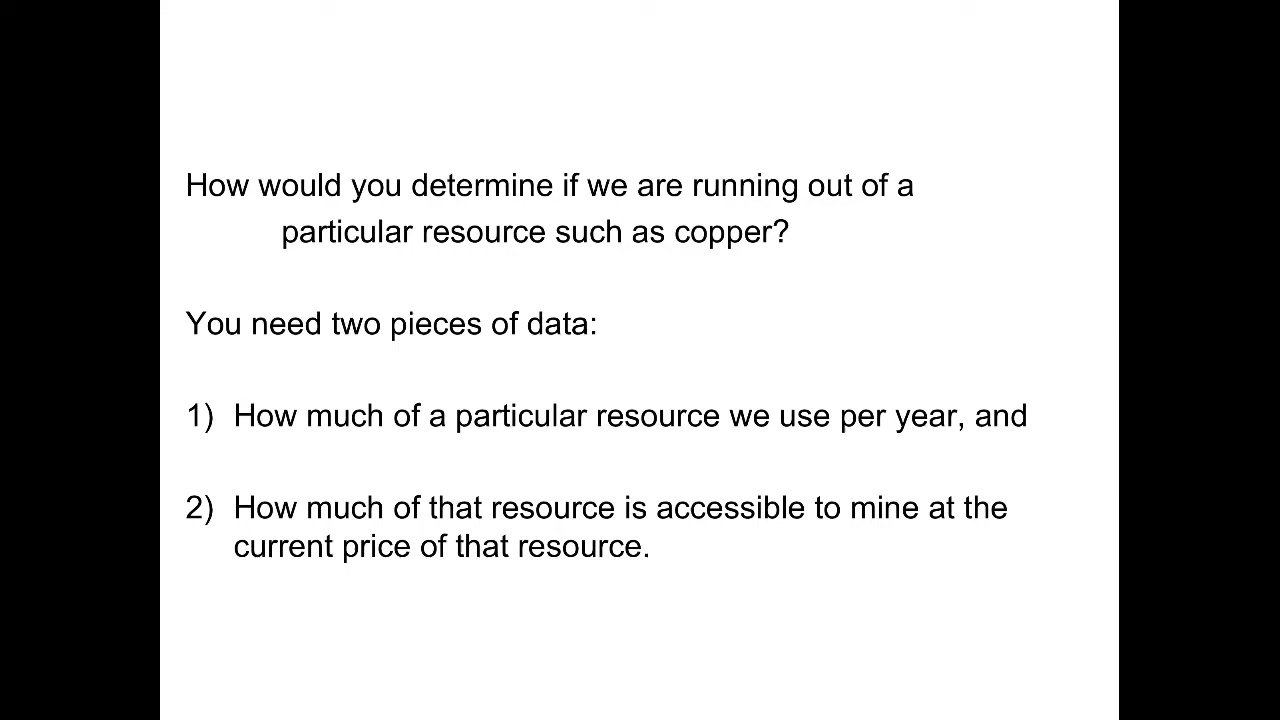 How would you determine if we are running out of a
particular resource such as copper?
You need two pieces of data:
1) How much of a particular resource we use per year, and
2) How much of that resource is accessible to mine at the
current price of that resource.